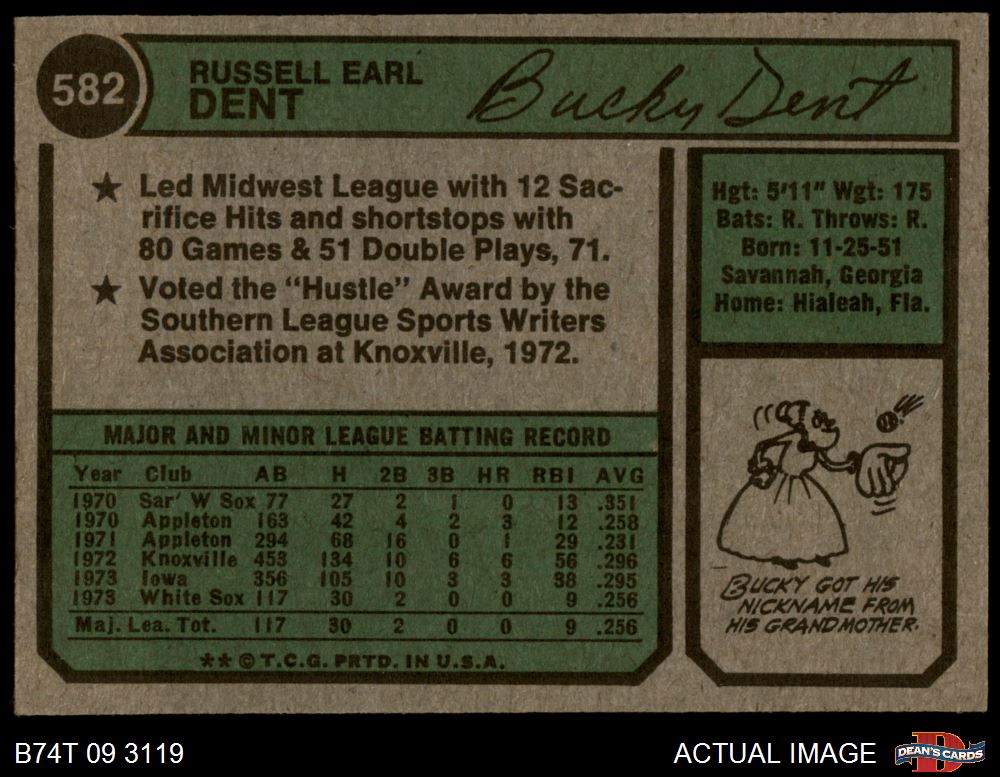 582
RUSSELL EARL
DENT
Bucky Dent
★ Led Midwest League with 12 Sac-
rifice Hits and shortstops with
80 Games & 51 Double Plays, 71.
★ Voted the "Hustle" Award by the
Southern League Sports Writers
Association at Knoxville, 1972.
Hgt: 5'11" Wgt: 175
Bats: R. Throws: R.
Born: 11-25-51
Savannah, Georgia
Home: Hialeah, Fla.
MAJOR AND MINOR LEAGUE BATTING RECORD
Year Club AB H 2B 3B HR RBI AVG
1970 Sar' W Sox 77 27 2 1 0 13 .351
1970 Appleton 163 42 4 2 3 12 .258
1971 Appleton 294 68 16 0 1 29 .231
1972 Knoxville 453 134 10 6 6 56 .296
1973 Iowa 356 105 10 3 3 38 .295
1973 White Sox 117 30 2 0 0 9 .256
Maj. Lea. Tot. 117 30 2 0 0 9 .256
★★ © T.C.G. PRTD. IN U.S.A.
BUCKY GOT HIS
NICKNAME FROM
HIS GRANDMOTHER.
B74T 09 3119
ACTUAL IMAGE
D
DEAN'S CARDS